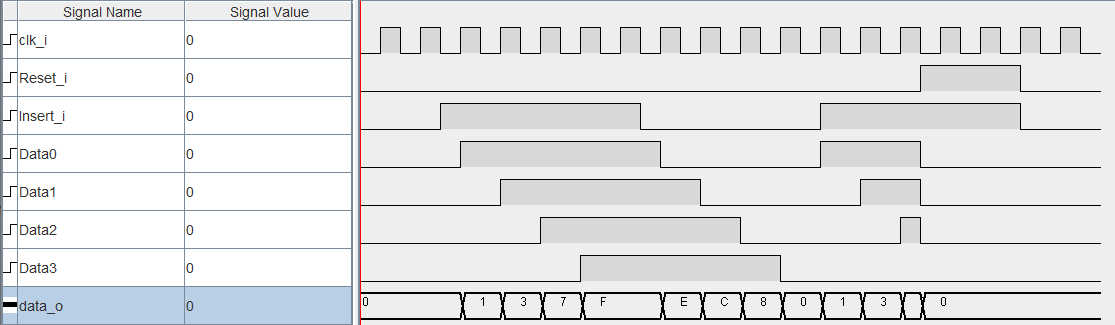 Signal Name Signal Value
clk_i 0
Reset_i 0
Insert_i 0
Data0 0
Data1 0
Data2 0
Data3 0
data_o 0 0 1 3 7 F E C 8 0 1 3 0